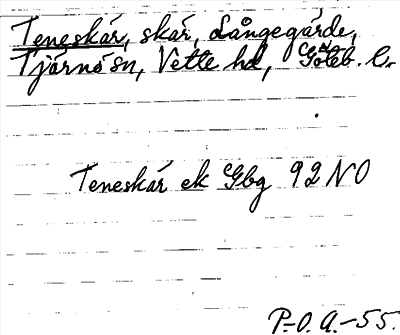 Teneskär, skär, Långegärde,
Tjärnö sn, Vette hd, Göteb. l.
Teneskär ek Gbg 92 NO
P.-O. A. -55.